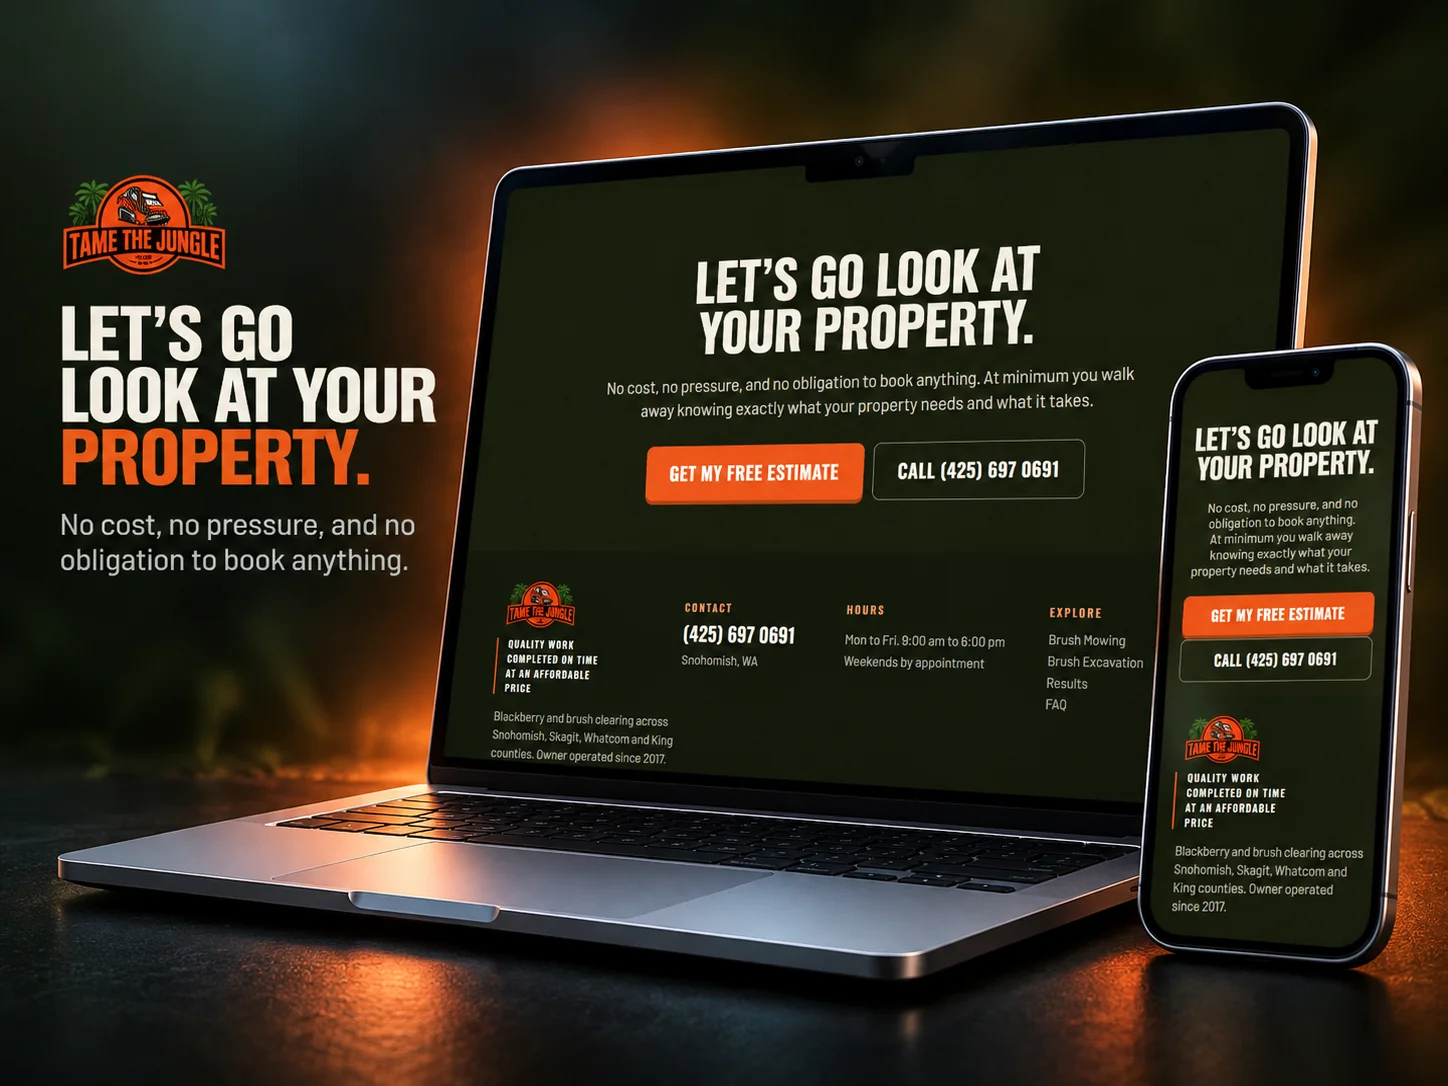 TAME THE JUNGLE
LET'S GO
LOOK AT YOUR
PROPERTY.
No cost, no pressure, and no
obligation to book anything.
LET'S GO LOOK AT
YOUR PROPERTY.
No cost, no pressure, and no obligation to book anything. At minimum you walk
away knowing exactly what your property needs and what it takes.
GET MY FREE ESTIMATE
CALL (425) 697 0691
TAME THE JUNGLE
QUALITY WORK
COMPLETED ON TIME
AT AN AFFORDABLE
PRICE
Blackberry and brush clearing across
Snohomish, Skagit, Whatcom and King
counties. Owner operated since 2017.
CONTACT
(425) 697 0691
Snohomish, WA
HOURS
Mon to Fri. 9:00 am to 6:00 pm
Weekends by appointment
EXPLORE
Brush Mowing
Brush Excavation
Results
FAQ
LET'S GO LOOK AT
YOUR PROPERTY.
No cost, no pressure, and no
obligation to book anything.
At minimum you walk away
knowing exactly what your
property needs and what it takes.
GET MY FREE ESTIMATE
CALL (425) 697 0691
TAME THE JUNGLE
QUALITY WORK
COMPLETED ON TIME
AT AN AFFORDABLE
PRICE
Blackberry and brush clearing across
Snohomish, Skagit, Whatcom and
King counties. Owner operated
since 2017.